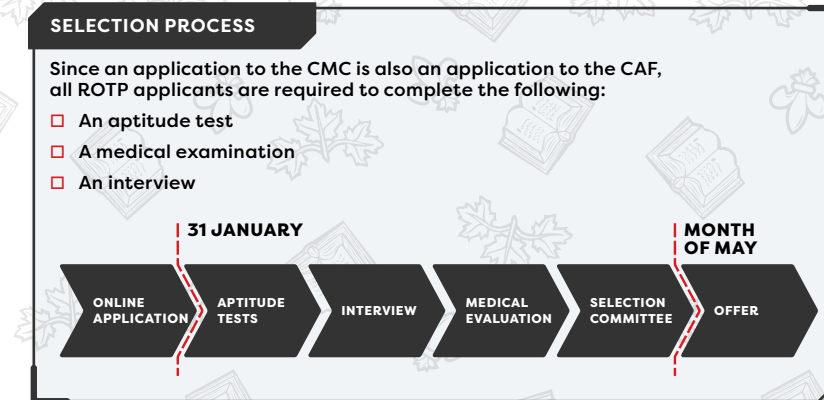 SELECTION PROCESS
Since an application to the CMC is also an application to the CAF,
all ROTP applicants are required to complete the following:
An aptitude test
A medical examination
An interview
31 JANUARY
MONTH
OF MAY
ONLINE
APPLICATION
APTITUDE
TESTS
INTERVIEW
MEDICAL
EVALUATION
SELECTION
COMMITTEE
OFFER